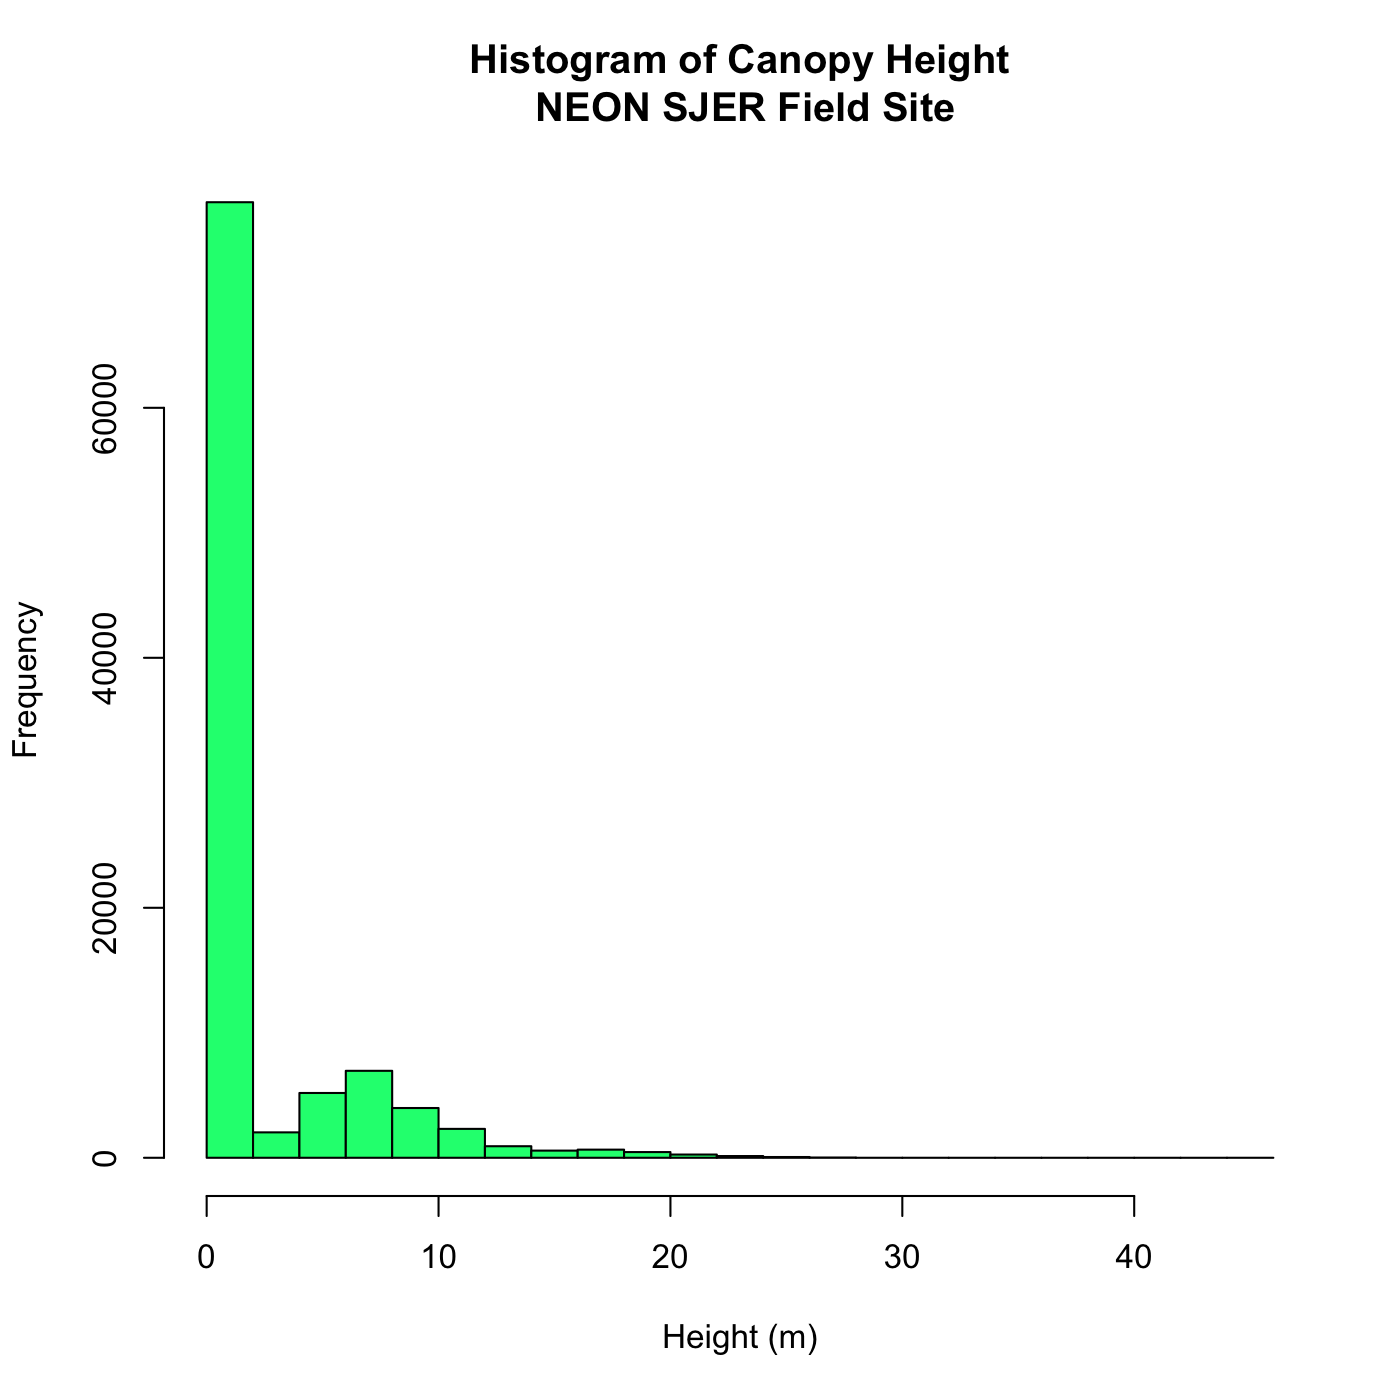 Histogram of Canopy Height
NEON SJER Field Site
Frequency
60000
40000
20000
0
0 10 20 30 40
Height (m)